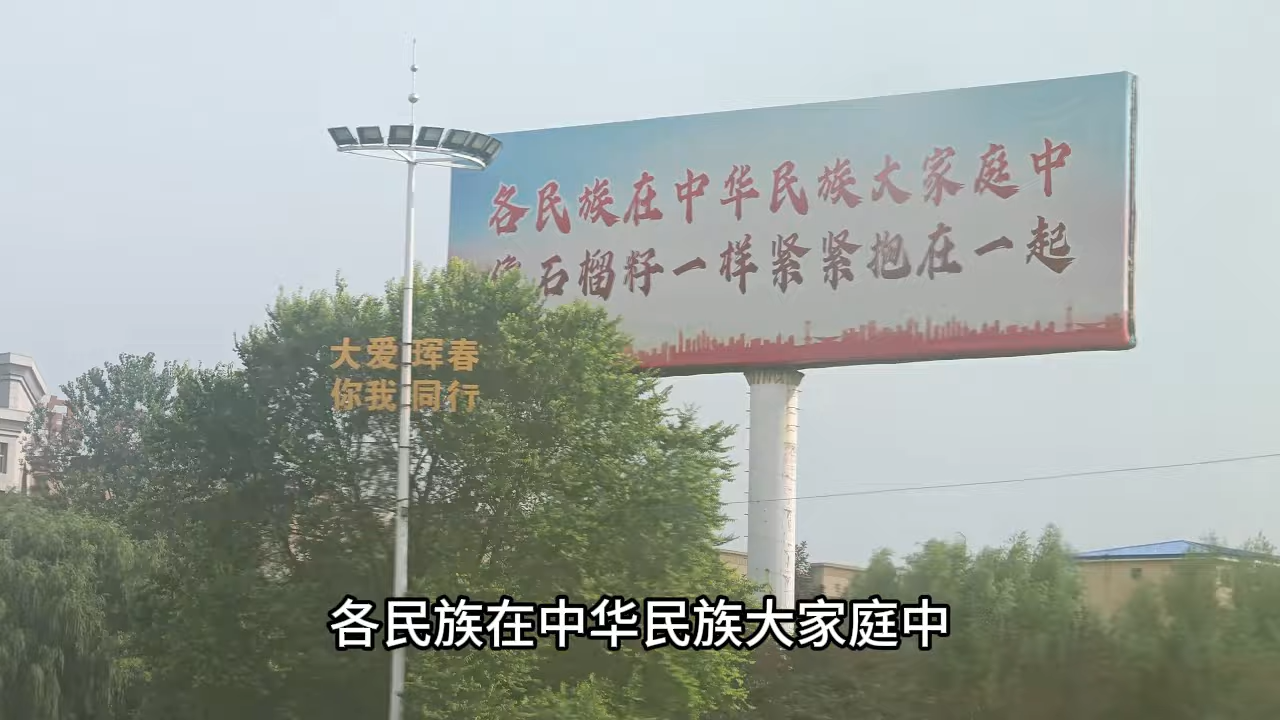 各民族在中华民族大家庭中
像石榴籽一样紧紧抱在一起
大爱珲春
你我同行
各民族在中华民族大家庭中